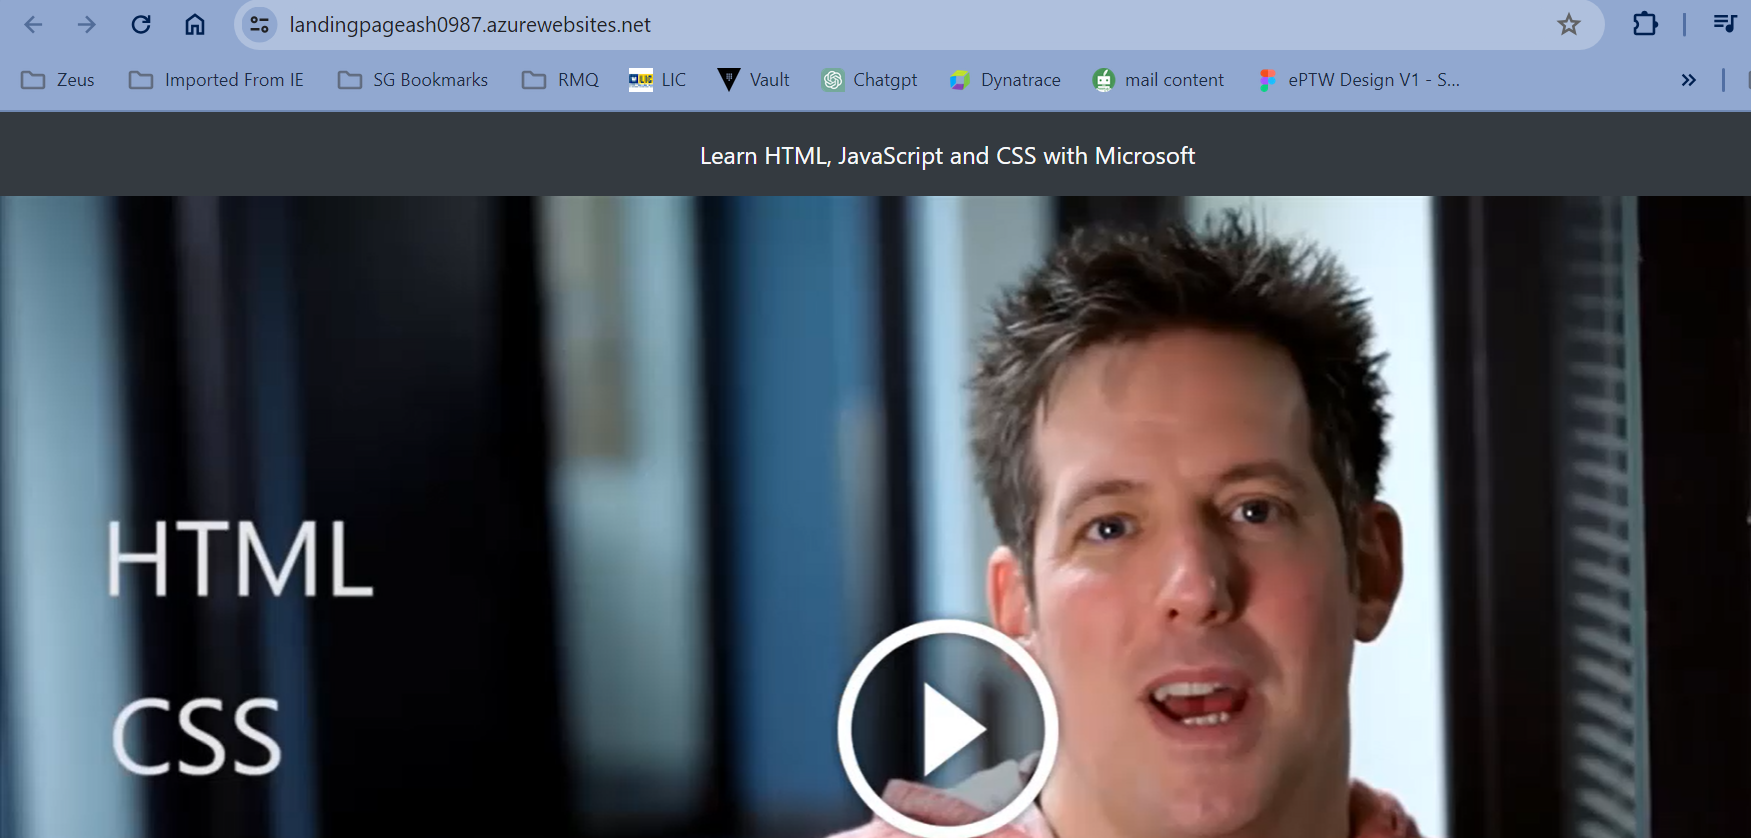 landingpageash0987.azurewebsites.net
Zeus Imported From IE SG Bookmarks RMQ LIC Vault Chatgpt Dynatrace mail content ePTW Design V1 - S...
Learn HTML, JavaScript and CSS with Microsoft
HTML
CSS